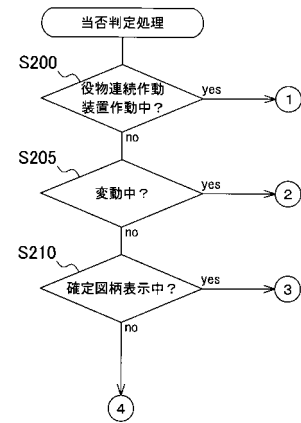 当否判定処理
S200
役物連続作動
装置作動中？
yes
1
no
S205
変動中？
yes
2
no
S210
確定図柄表示中？
yes
3
no
4